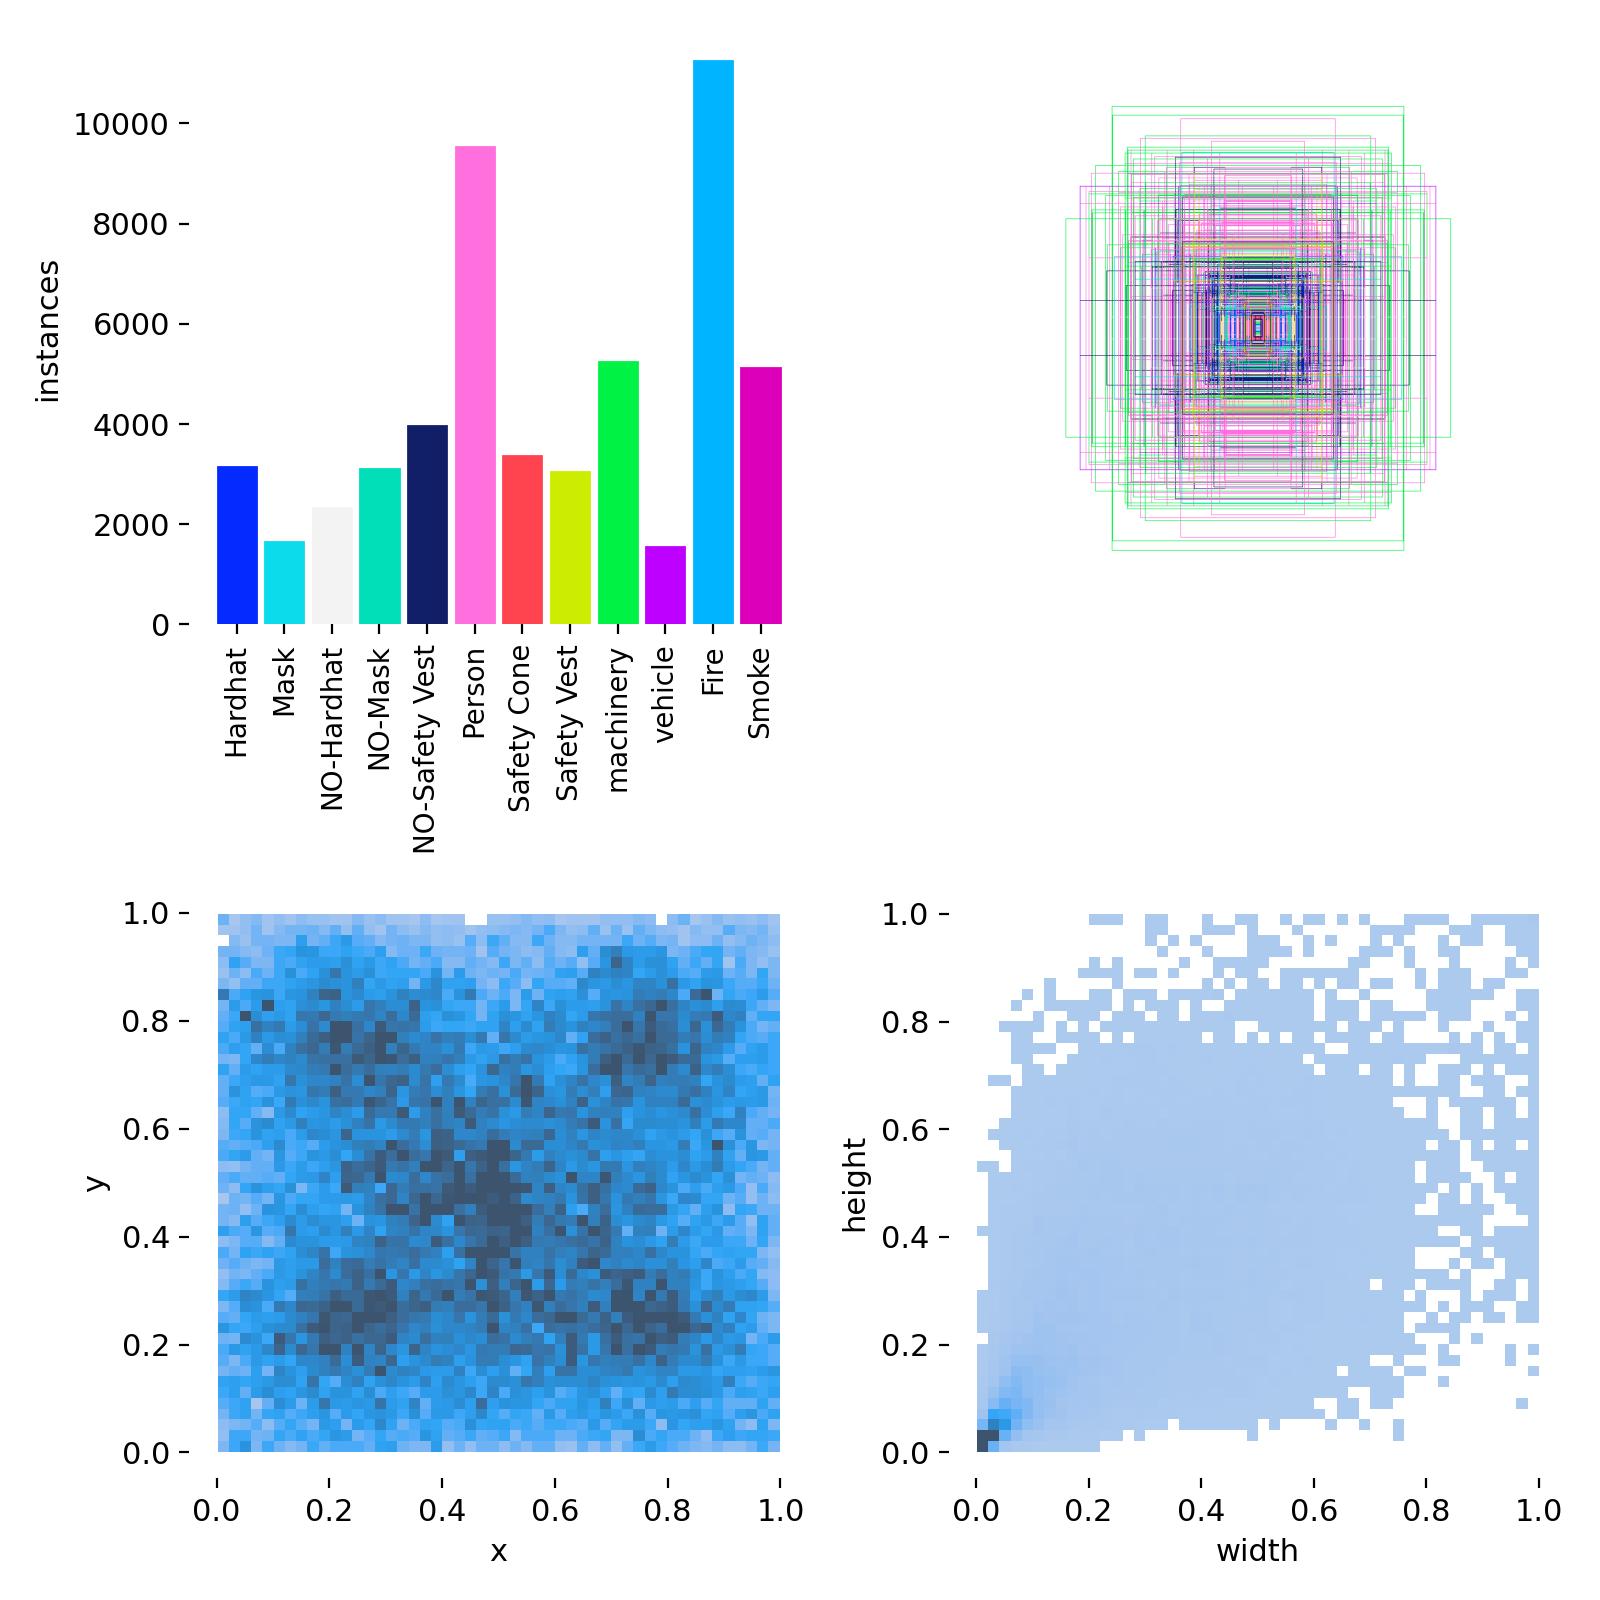 10000
8000
6000
4000
2000
0
instances
Hardhat
Mask
NO-Hardhat
NO-Mask
NO-Safety Vest
Person
Safety Cone
Safety Vest
machinery
vehicle
Fire
Smoke
1.0
0.8
0.6
0.4
0.2
0.0
y
0.0 0.2 0.4 0.6 0.8 1.0
x
1.0
0.8
0.6
0.4
0.2
0.0
height
0.0 0.2 0.4 0.6 0.8 1.0
width